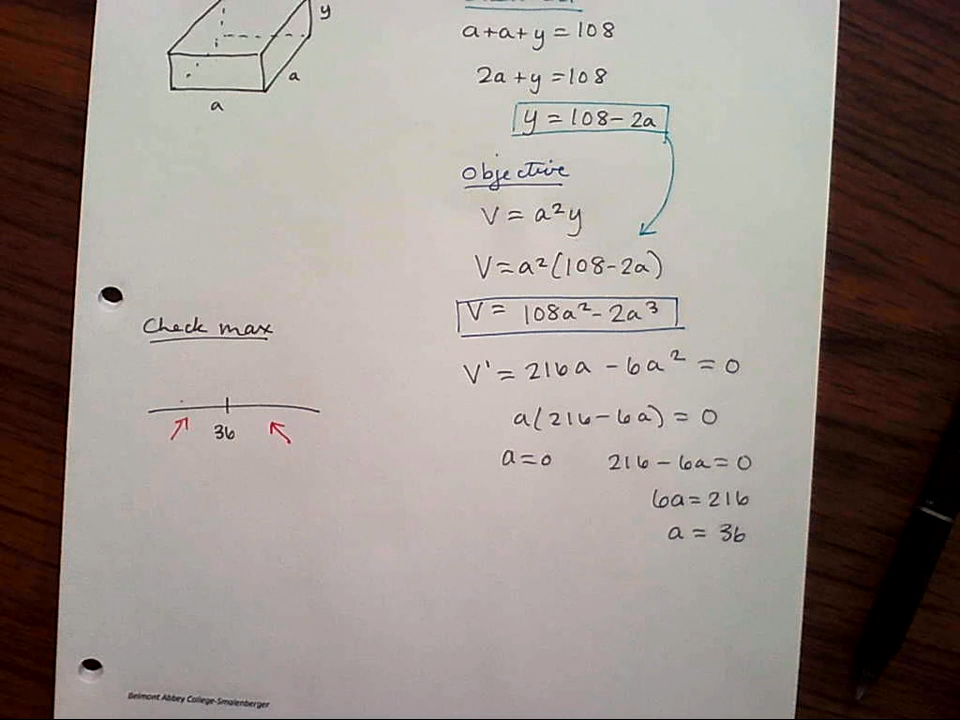 y
a
a
a+a+y = 108
2a+y = 108
y = 108-2a
Objective
V = a²y
V = a²(108-2a)
V = 108a²-2a³
V' = 216a - 6a² = 0
a(216-6a) = 0
a=0 216-6a=0
6a=216
a = 36
Check max
36
Belmont Abbey College-Smalenberger